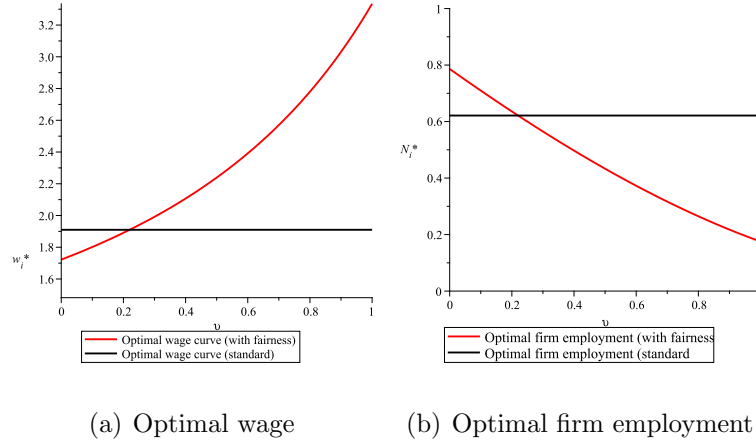 3.2
3.0
2.8
2.6
2.4
2.2
2.0
1.8
w_i*
1.6
0 0.2 0.4 0.6 0.8 1
υ
Optimal wage curve (with fairness)
Optimal wage curve (standard)
(a) Optimal wage
1
0.8
0.6
N_i*
0.4
0.2
0
0 0.2 0.4 0.6 0.8
υ
Optimal firm employment (with fairness
Optimal firm employment (standard
(b) Optimal firm employment